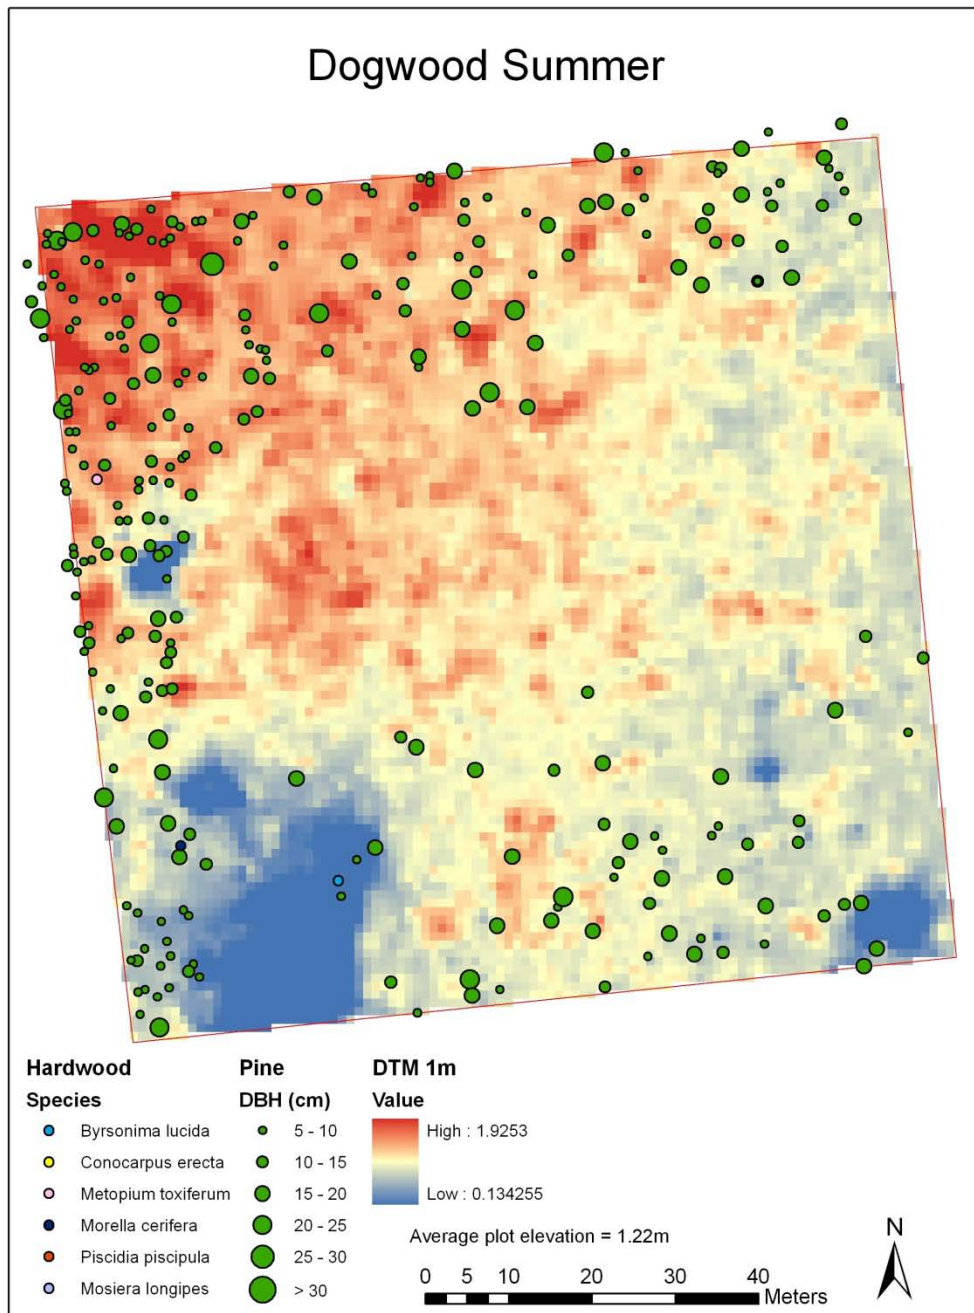 Dogwood Summer
Hardwood
Species
Byrsonima lucida
Conocarpus erecta
Metopium toxiferum
Morella cerifera
Piscidia piscipula
Mosiera longipes
Pine
DBH (cm)
5 - 10
10 - 15
15 - 20
20 - 25
25 - 30
> 30
DTM 1m
Value
High : 1.9253
Low : 0.134255
Average plot elevation = 1.22m
0 5 10 20 30 40
Meters
N